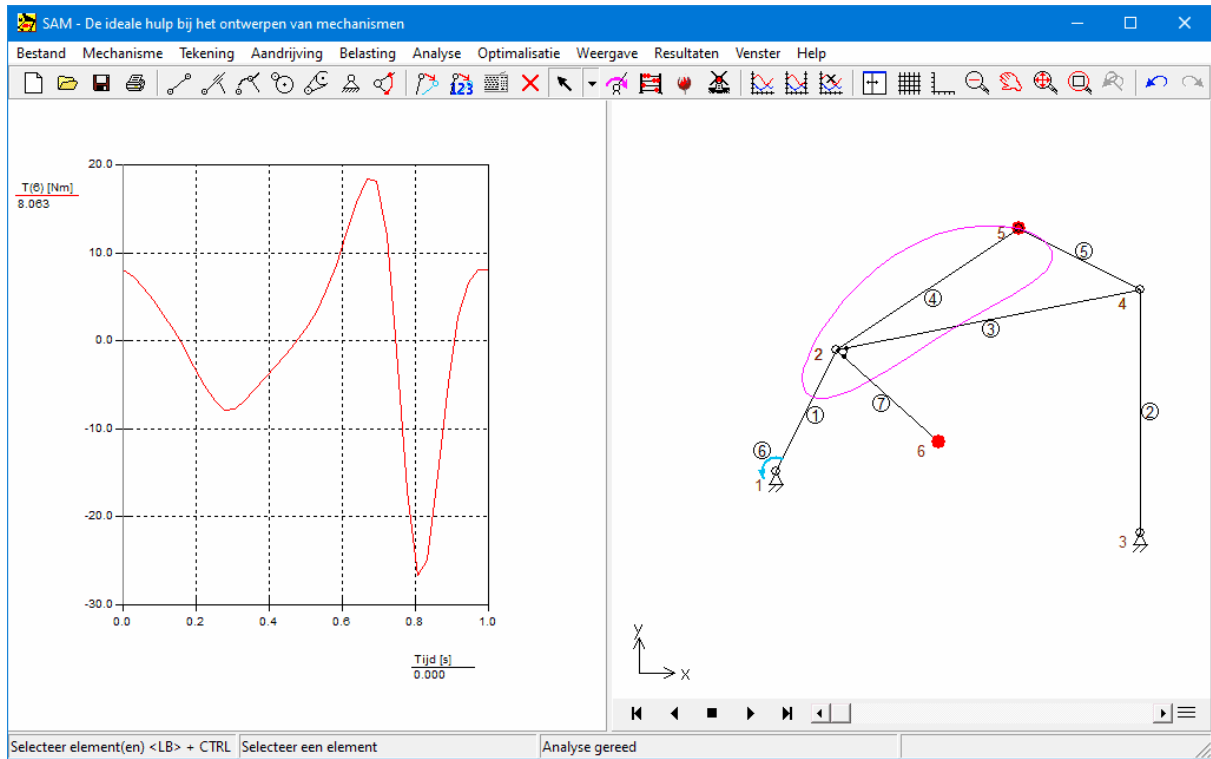 SAM - De ideale hulp bij het ontwerpen van mechanismen
Bestand Mechanisme Tekening Aandrijving Belasting Analyse Optimalisatie Weergave Resultaten Venster Help
123
T(6) [Nm]
8.063
20.0
10.0
0.0
-10.0
-20.0
-30.0
0.0 0.2 0.4 0.6 0.8 1.0
Tijd [s]
0.000
5
5
4
4
3
2
7
1
2
6
6
1
3
y
x
Selecteer element(en) <LB> + CTRL Selecteer een element Analyse gereed